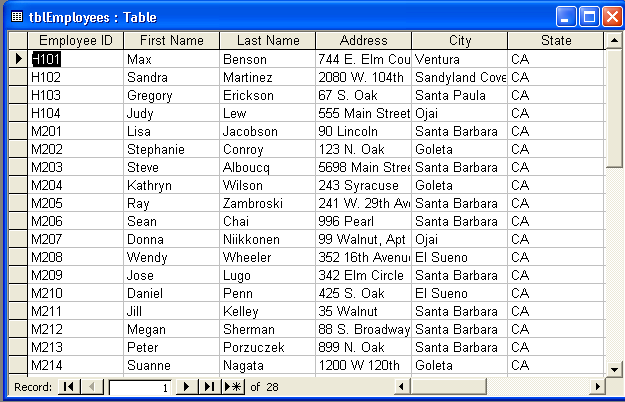 tblEmployees : Table
Employee ID First Name Last Name Address City State
H101 Max Benson 744 E. Elm Cou Ventura CA
H102 Sandra Martinez 2080 W. 104th Sandyland Cove CA
H103 Gregory Erickson 67 S. Oak Santa Paula CA
H104 Judy Lew 555 Main Street Ojai CA
M201 Lisa Jacobson 90 Lincoln Santa Barbara CA
M202 Stephanie Conroy 123 N. Oak Goleta CA
M203 Steve Alboucq 5698 Main Stree Santa Barbara CA
M204 Kathryn Wilson 243 Syracuse Goleta CA
M205 Ray Zambroski 241 W. 29th Av Santa Barbara CA
M206 Sean Chai 996 Pearl Santa Barbara CA
M207 Donna Niikkonen 99 Walnut, Apt Ojai CA
M208 Wendy Wheeler 352 16th Avenu El Sueno CA
M209 Jose Lugo 342 Elm Circle Santa Barbara CA
M210 Daniel Penn 425 S. Oak El Sueno CA
M211 Jill Kelley 35 Walnut Santa Barbara CA
M212 Megan Sherman 88 S. Broadway Santa Barbara CA
M213 Peter Porzuczek 899 N. Oak Santa Barbara CA
M214 Suanne Nagata 1200 W 120th Goleta CA
Record: 1 of 28